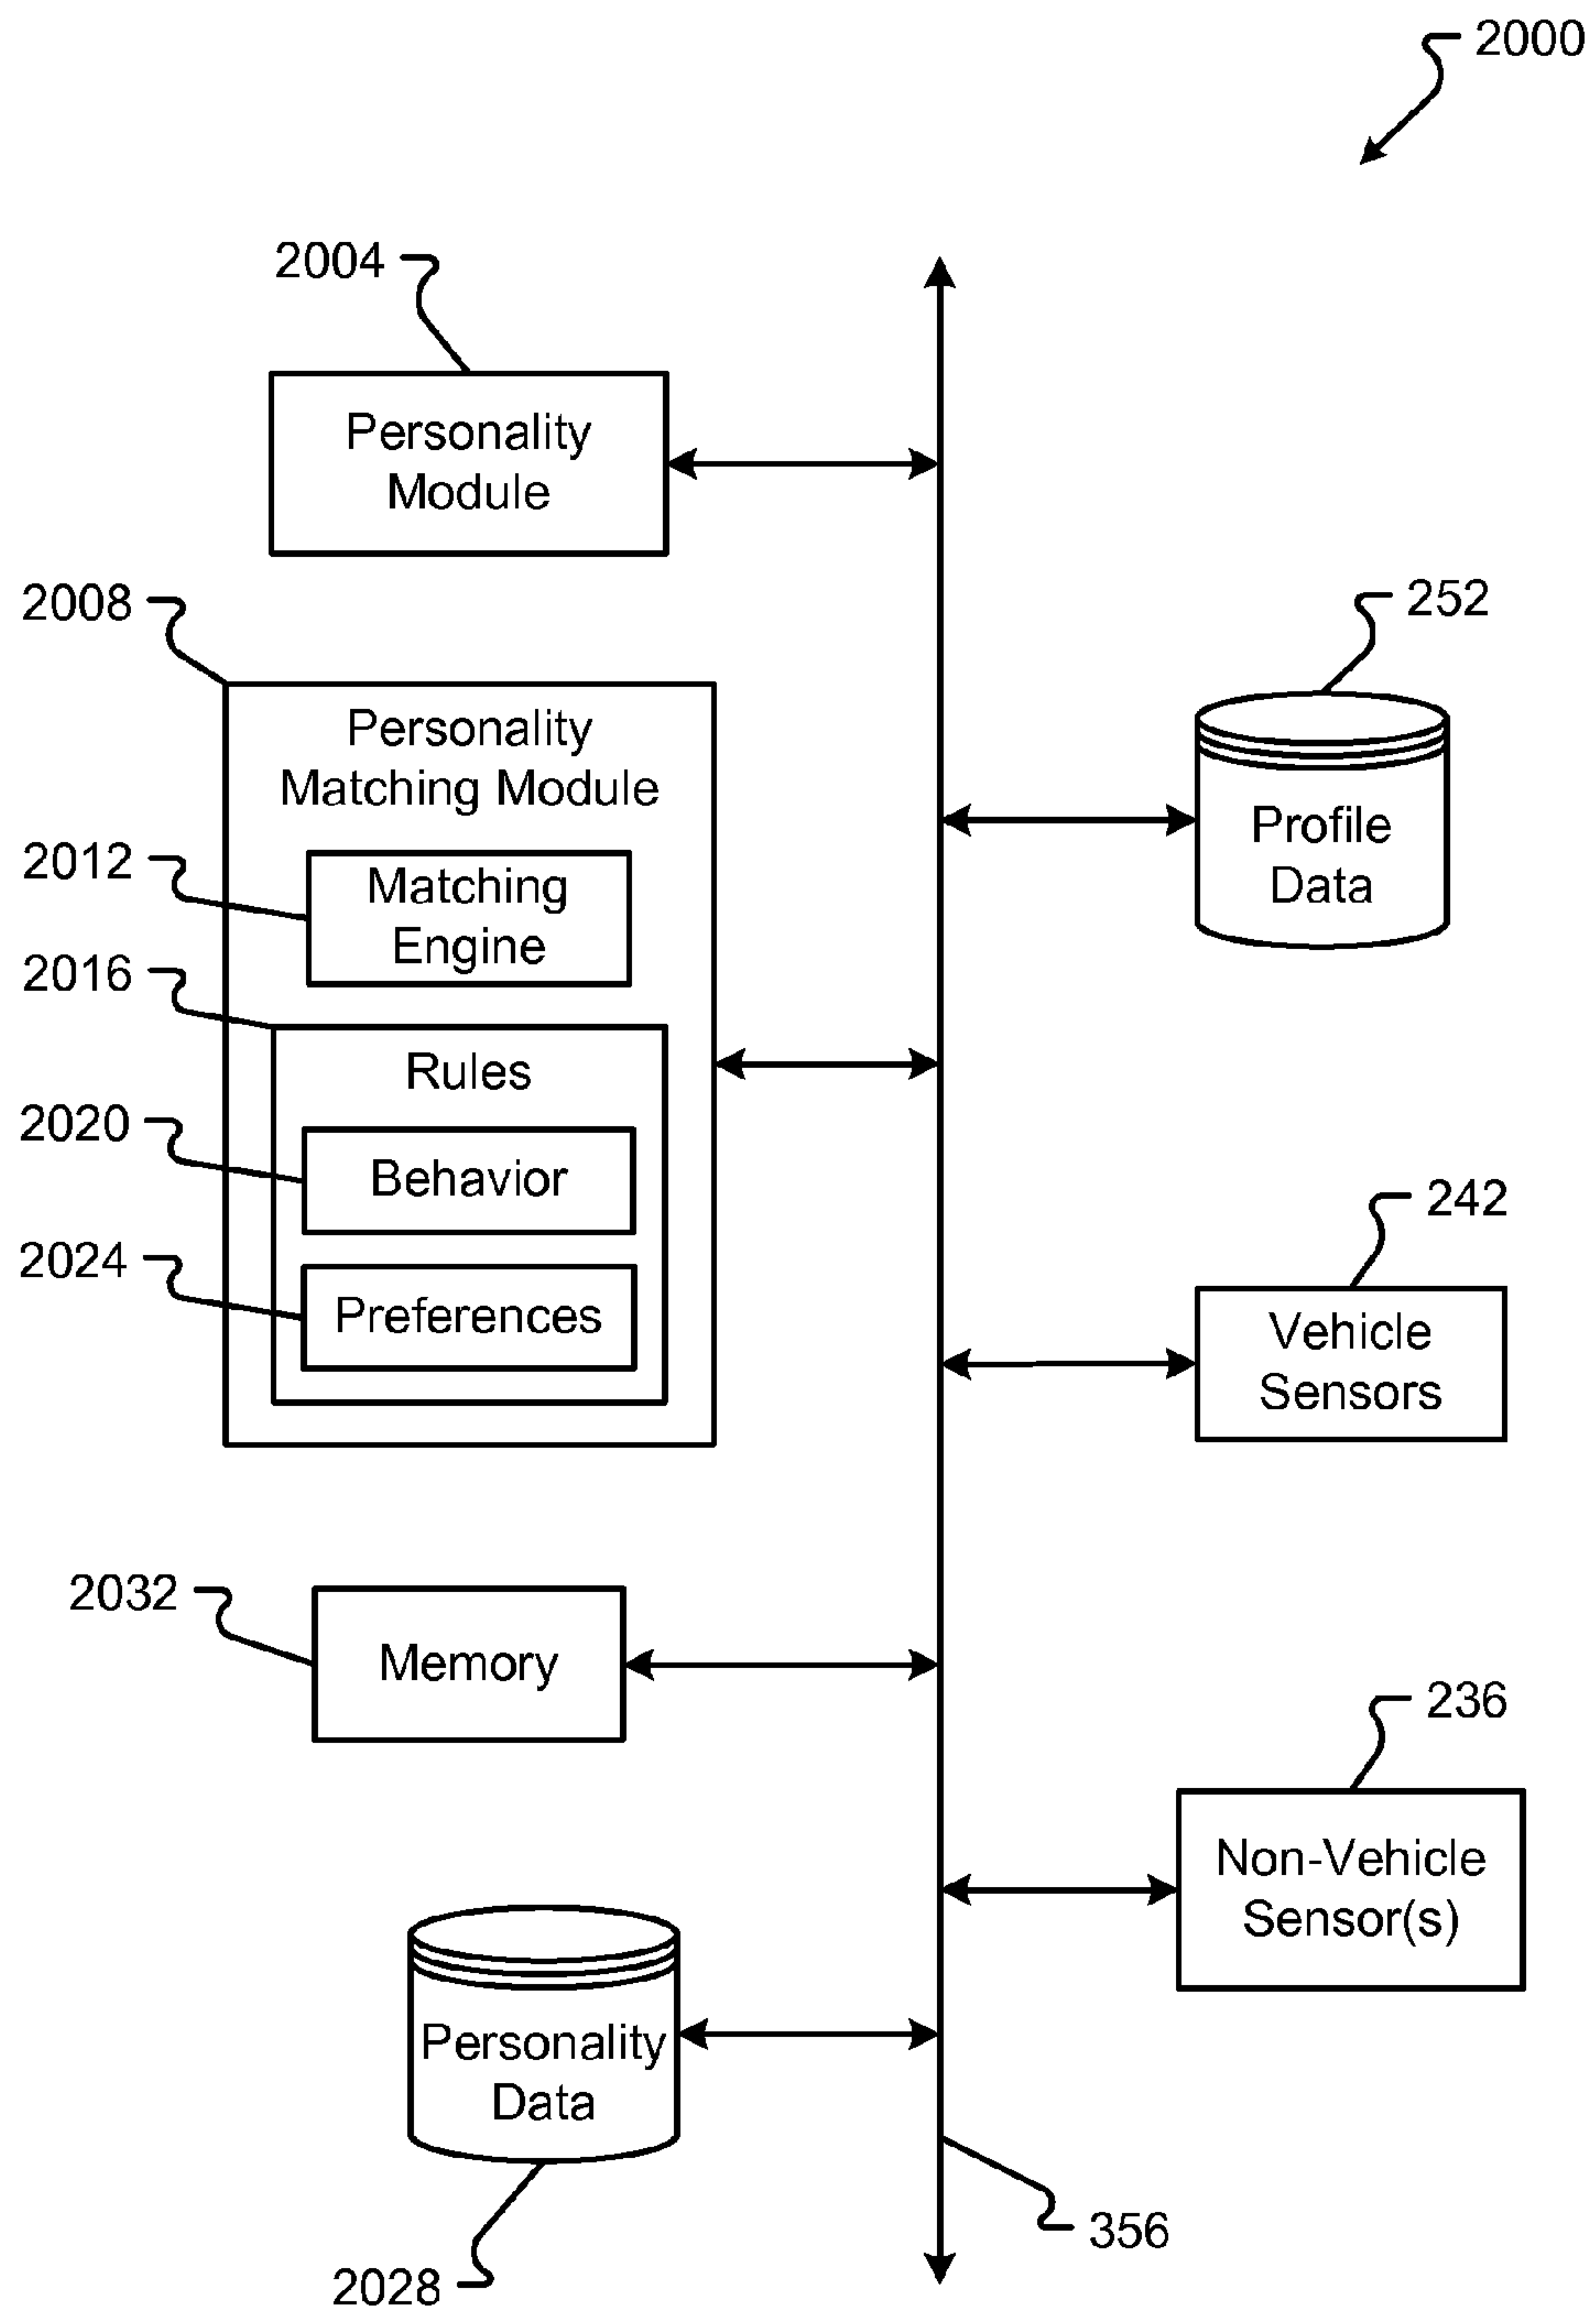 2000
2004
Personality
Module
2008
252
Personality
Matching Module
Profile
Data
2012
Matching
Engine
2016
Rules
2020
Behavior
242
2024
Preferences
Vehicle
Sensors
2032
Memory
236
Non-Vehicle
Sensor(s)
Personality
Data
356
2028